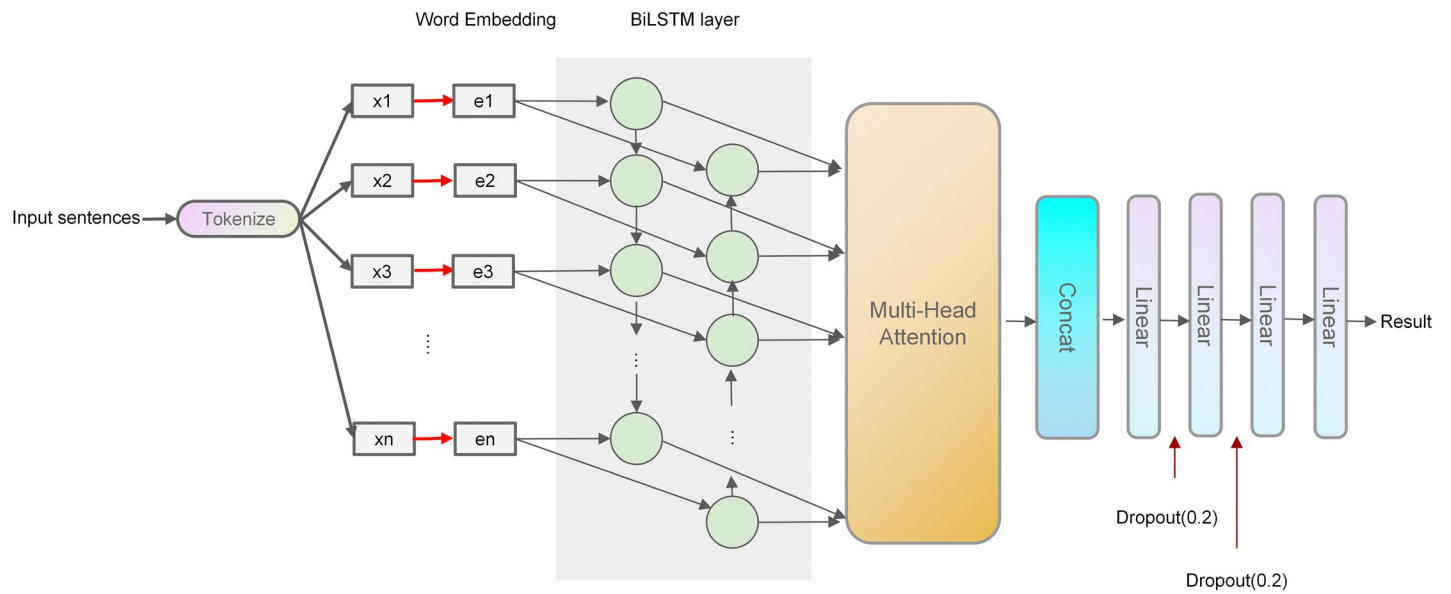 Word Embedding
BiLSTM layer
x1
e1
x2
e2
Input sentences
Tokenize
x3
e3
....
...
...
xn
en
Multi-Head
Attention
Concat
Linear
Linear
Linear
Linear
Result
Dropout(0.2)
Dropout(0.2)